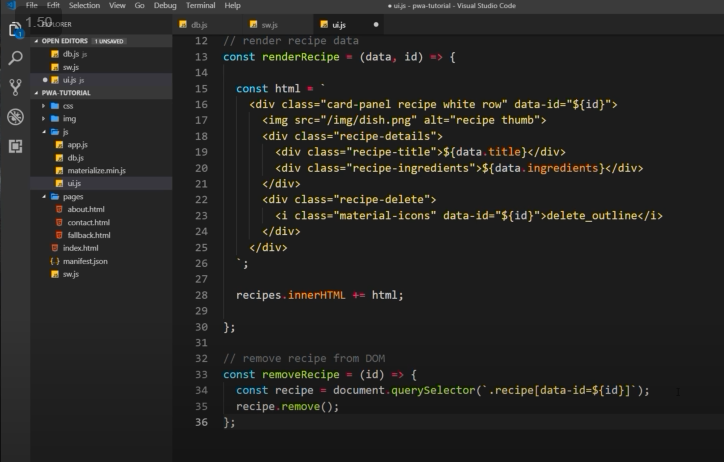 File Edit Selection View Go Debug Terminal Help
● ui.js - pwa-tutorial - Visual Studio Code
1.50
EXPLORER
OPEN EDITORS 1 UNSAVED
db.js js
sw.js
ui.js js
PWA-TUTORIAL
css
img
js
app.js
db.js
materialize.min.js
ui.js
pages
about.html
contact.html
fallback.html
index.html
manifest.json
sw.js
1
db.js sw.js ui.js
12 // render recipe data
13 const renderRecipe = (data, id) => {
14
15 const html = `
16 <div class="card-panel recipe white row" data-id="${id}">
17 <img src="/img/dish.png" alt="recipe thumb">
18 <div class="recipe-details">
19 <div class="recipe-title">${data.title}</div>
20 <div class="recipe-ingredients">${data.ingredients}</div>
21 </div>
22 <div class="recipe-delete">
23 <i class="material-icons" data-id="${id}">delete_outline</i>
24 </div>
25 </div>
26 `;
27
28 recipes.innerHTML += html;
29
30 };
31
32 // remove recipe from DOM
33 const removeRecipe = (id) => {
34 const recipe = document.querySelector(`.recipe[data-id=${id}]`);
35 recipe.remove();
36 };